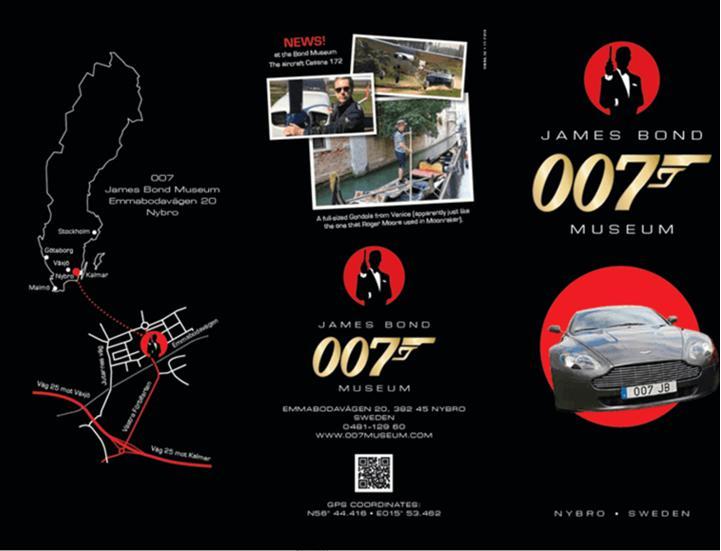 007
James Bond Museum
Emmabodavägen 20
Nybro
Stockholm
Göteborg
Växjö
Nybro
Kalmar
Malmö
Emmabodavägen
Jutarnas väg
Västra Förbifarten
Väg 25 mot Växjö
Väg 25 mot Kalmar
NEWS!
at the Bond Museum
The aircraft Cessna 172
A full-sized Gondola from Venice (apparently just like
the one that Roger Moore used in Moonraker).
JAMES BOND
007
MUSEUM
EMMABODAVÄGEN 20, 382 45 NYBRO
SWEDEN
0481-129 60
WWW.007MUSEUM.COM
GPS COORDINATES:
N56° 44.416 • E015° 53.462
JAMES BOND
007
MUSEUM
007 JB
NYBRO • SWEDEN